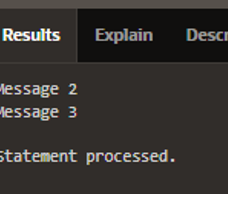 Results Explain Descr
Message 2
Message 3
Statement processed.